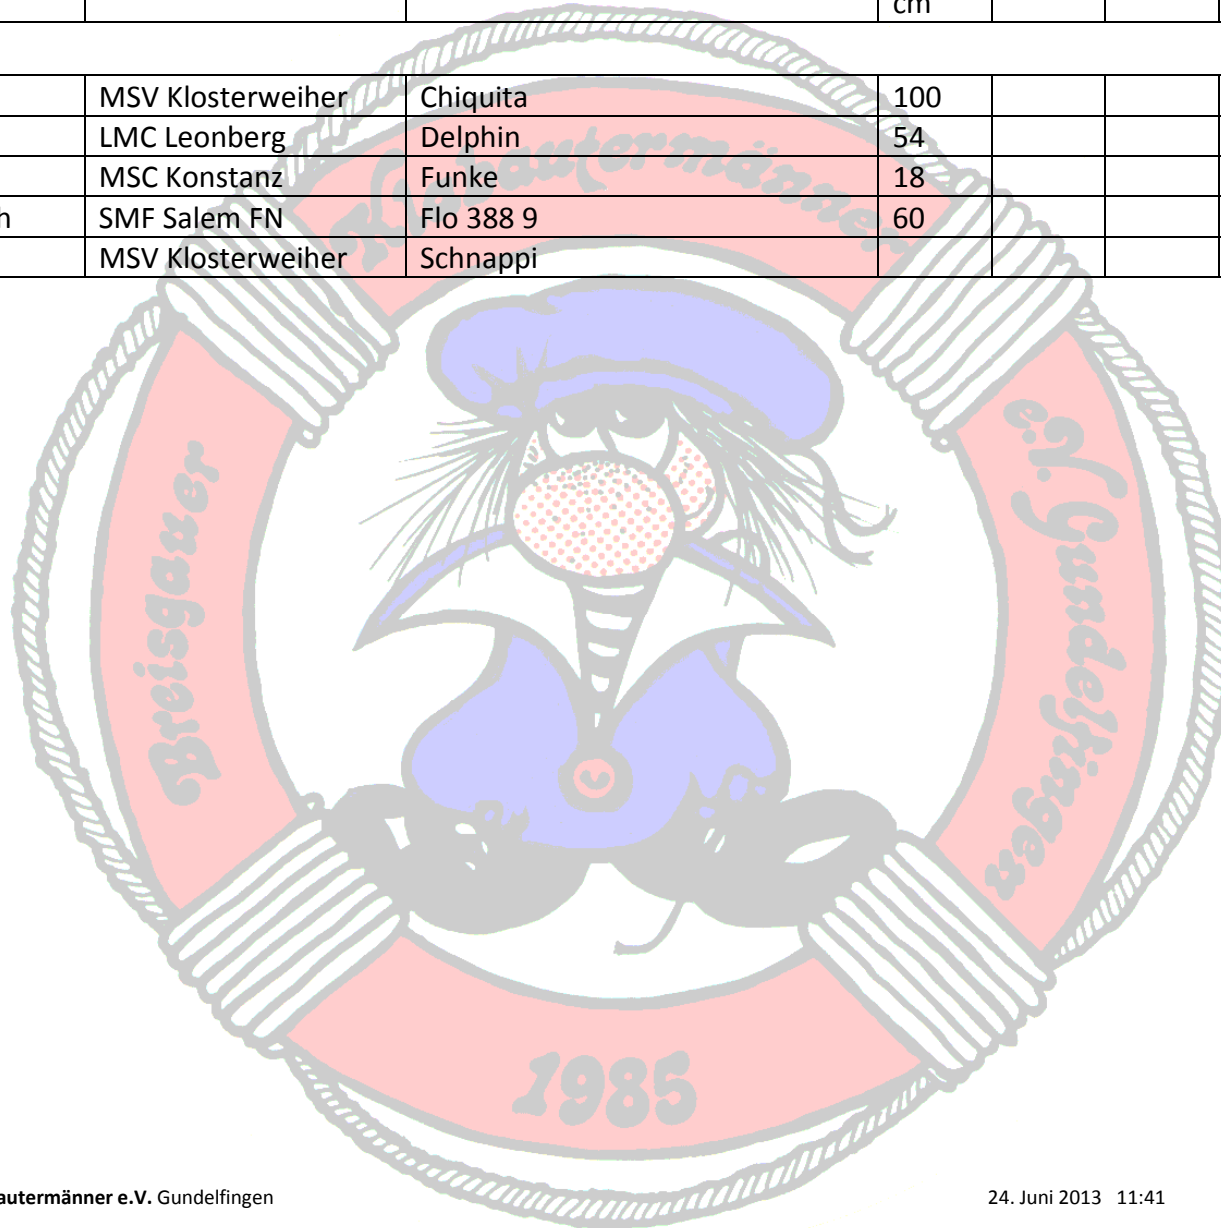 cm
MSV Klosterweiher Chiquita 100
LMC Leonberg Delphin 54
MSC Konstanz Funke 18
h SMF Salem FN Flo 388 9 60
MSV Klosterweiher Schnappi
Klabautermänner
Breisgauer
e.V. Gundelfingen
1985
autermänner e.V. Gundelfingen 24. Juni 2013 11:41